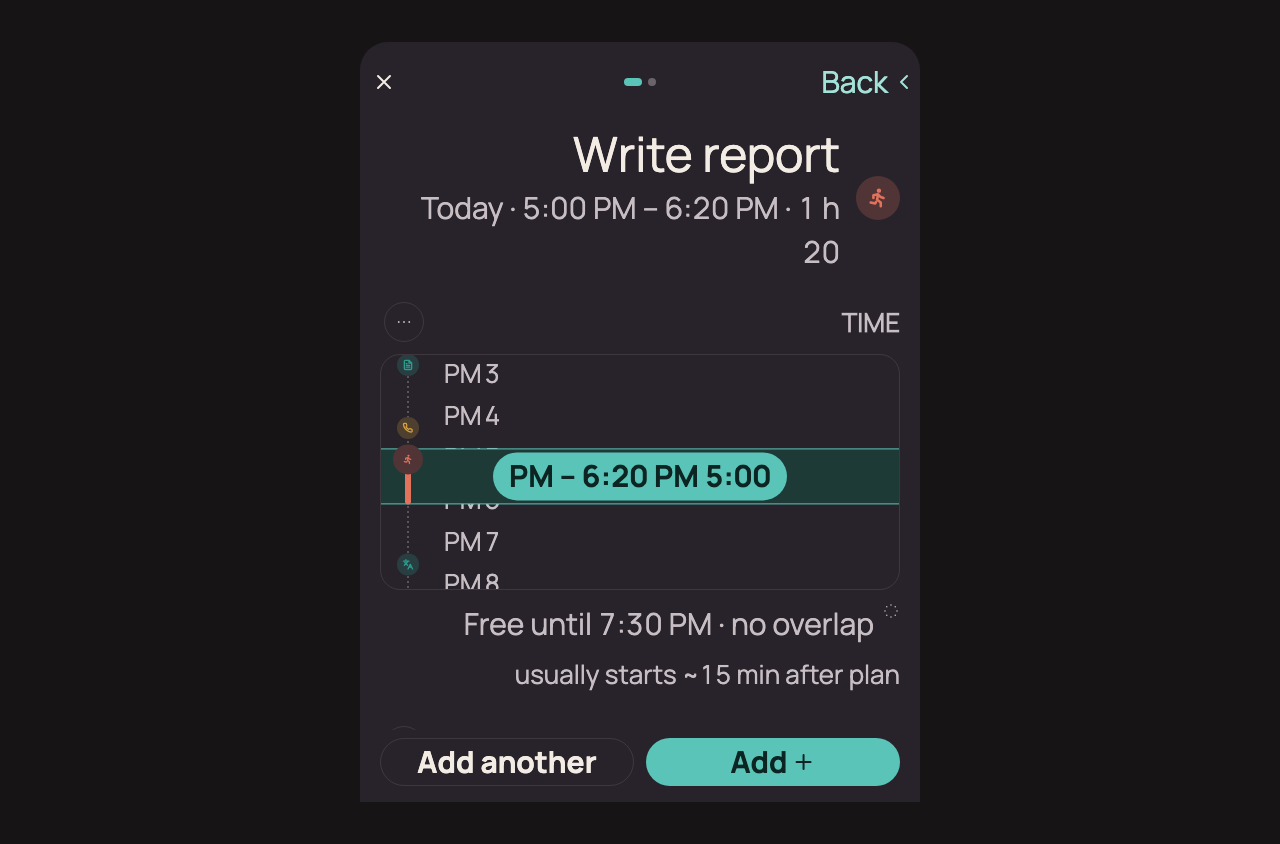 Back
Write report
Today · 5:00 PM – 6:20 PM · 1 h
20
TIME
PM 3
PM 4
PM – 6:20 PM 5:00
PM 7
PM 8
Free until 7:30 PM · no overlap
usually starts ~15 min after plan
Add another
Add +